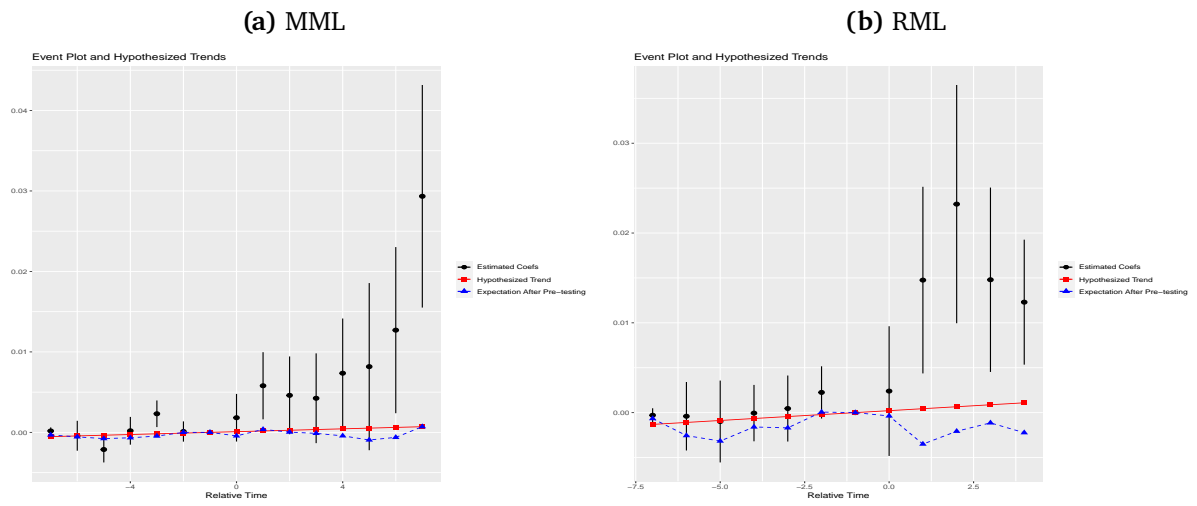 (a) MML
Event Plot and Hypothesized Trends
0.04
0.03
0.02
0.01
0.00
−4
0
4
Relative Time
Estimated Coefs
Hypothesized Trend
Expectation After Pre−testing
(b) RML
Event Plot and Hypothesized Trends
0.03
0.02
0.01
0.00
−7.5
−5.0
−2.5
0.0
2.5
Relative Time
Estimated Coefs
Hypothesized Trend
Expectation After Pre−testing